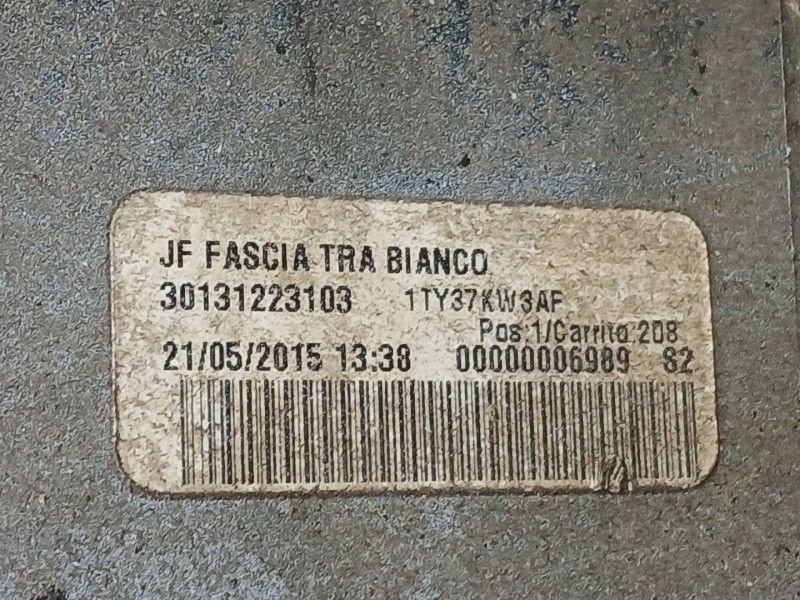 JF FASCIA TRA BIANCO
30131223103 1TY37KW3AF
Pos:1/Carrito:208
21/05/2015 13:38 00000006989 82